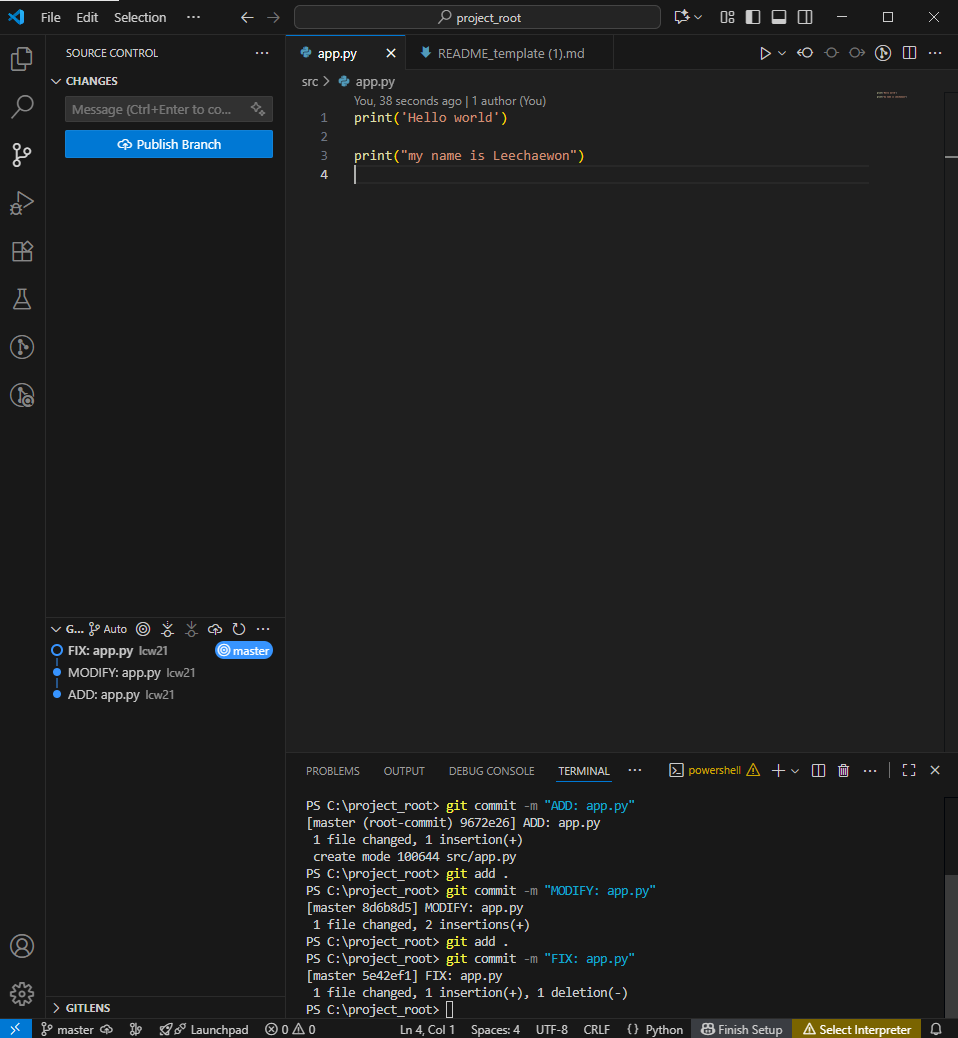 File Edit Selection ··· project_root
SOURCE CONTROL ···
CHANGES
Message (Ctrl+Enter to co...
Publish Branch
G... Auto ···
FIX: app.py lcw21 master
MODIFY: app.py lcw21
ADD: app.py lcw21
GITLENS
app.py README_template (1).md ···
src > app.py
You, 38 seconds ago | 1 author (You)
1 print('Hello world')
2
3 print("my name is Leechaewon")
4
PROBLEMS OUTPUT DEBUG CONSOLE TERMINAL ··· powershell ···
PS C:\project_root> git commit -m "ADD: app.py"
[master (root-commit) 9672e26] ADD: app.py
 1 file changed, 1 insertion(+)
 create mode 100644 src/app.py
PS C:\project_root> git add .
PS C:\project_root> git commit -m "MODIFY: app.py"
[master 8d6b8d5] MODIFY: app.py
 1 file changed, 2 insertions(+)
PS C:\project_root> git add .
PS C:\project_root> git commit -m "FIX: app.py"
[master 5e42ef1] FIX: app.py
 1 file changed, 1 insertion(+), 1 deletion(-)
PS C:\project_root>
master Launchpad 0 0 Ln 4, Col 1 Spaces: 4 UTF-8 CRLF {} Python Finish Setup Select Interpreter